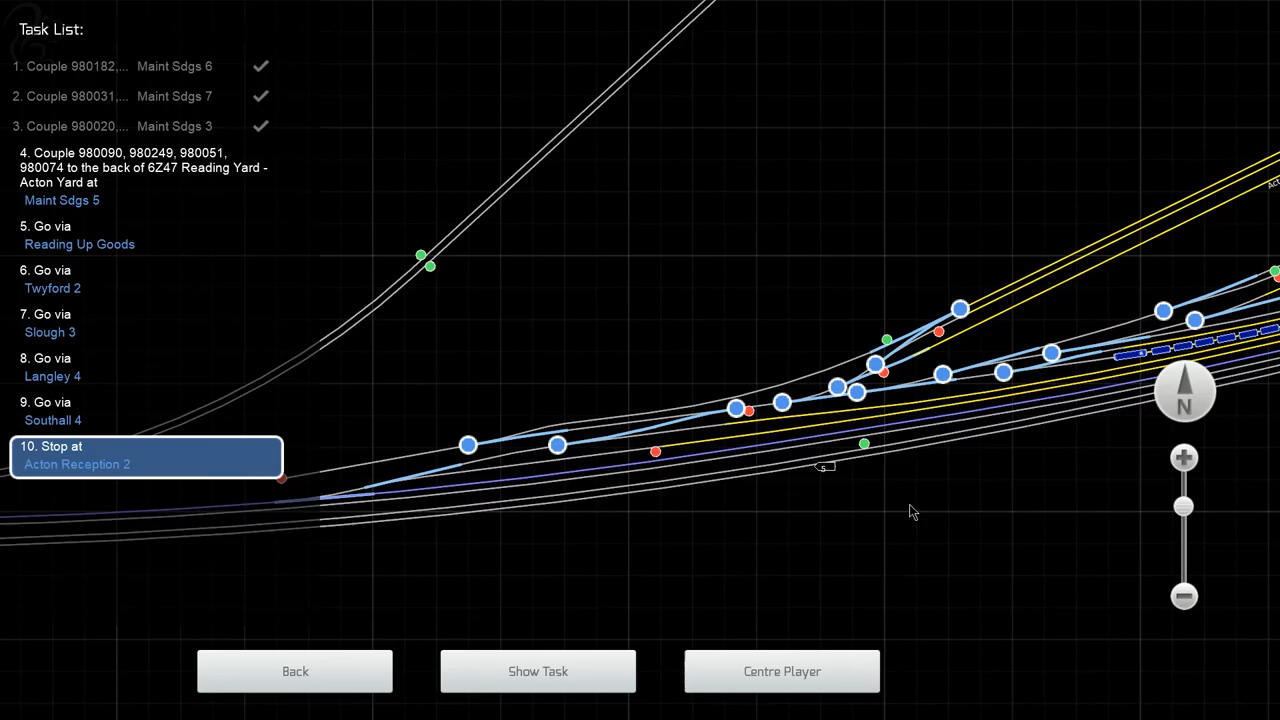 Task List:
1. Couple 980182,... Maint Sdgs 6
2. Couple 980031,... Maint Sdgs 7
3. Couple 980020,... Maint Sdgs 3
4. Couple 980090, 980249, 980051,
980074 to the back of 6Z47 Reading Yard -
Acton Yard at
Maint Sdgs 5
5. Go via
Reading Up Goods
6. Go via
Twyford 2
7. Go via
Slough 3
8. Go via
Langley 4
9. Go via
Southall 4
10. Stop at
Acton Reception 2
Act
5
N
Back
Show Task
Centre Player